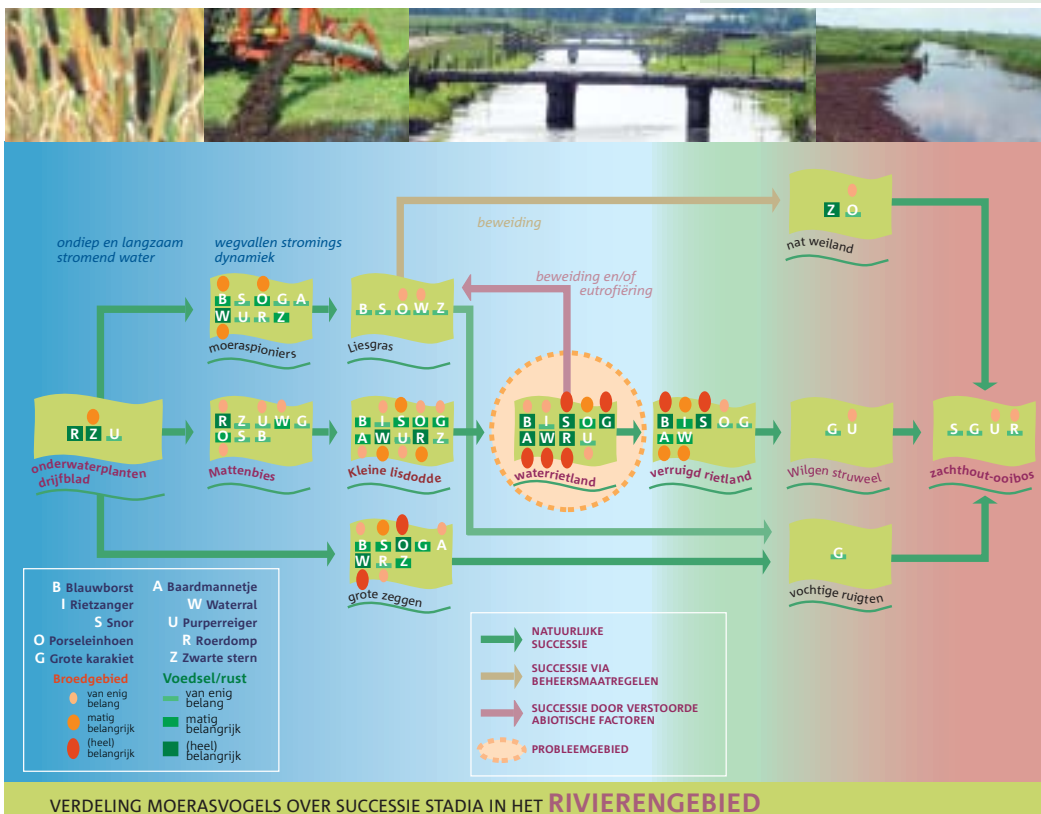 beweiding
Z O
nat weiland
ondiep en langzaam
stromend water
wegvallen stromings
dynamiek
beweiding en/of
eutrofiëring
B S O G A
W U R Z
moeraspioniers
B S O W Z
Liesgras
R Z U
onderwaterplanten
drijfblad
R Z U W G
O S B
Mattenbies
B I S O G
A W U R Z
Kleine lisdodde
B I S O G
A W R U
waterrietland
B I S O G
A W
verruigd rietland
G U
Wilgen struweel
S G U R
zachthout-ooibos
B S O G A
W R Z
grote zeggen
G
vochtige ruigten
B Blauwborst
I Rietzanger
S Snor
O Porseleinhoen
G Grote karakiet
A Baardmannetje
W Waterral
U Purperreiger
R Roerdomp
Z Zwarte stern
Broedgebied
van enig
belang
matig
belangrijk
(heel)
belangrijk
Voedsel/rust
van enig
belang
matig
belangrijk
(heel)
belangrijk
NATUURLIJKE
SUCCESSIE
SUCCESSIE VIA
BEHEERSMAATREGELEN
SUCCESSIE DOOR VERSTOORDE
ABIOTISCHE FACTOREN
PROBLEEMGEBIED
VERDELING MOERASVOGELS OVER SUCCESSIE STADIA IN HET RIVIERENGEBIED